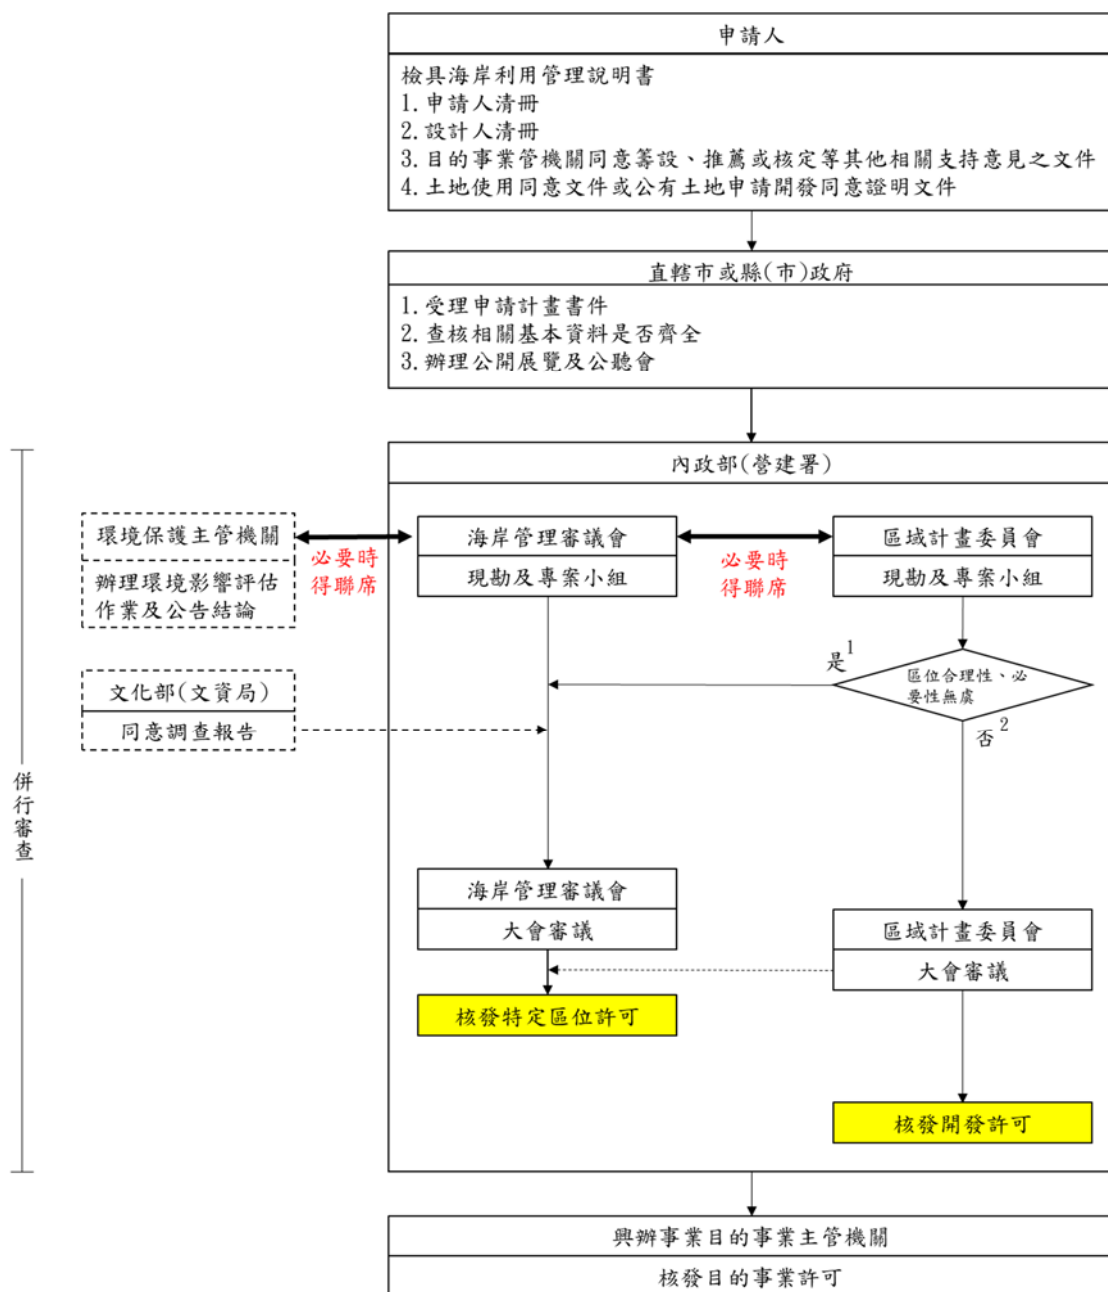 申請人
檢具海岸利用管理說明書
1.申請人清冊
2.設計人清冊
3.目的事業管機關同意籌設、推薦或核定等其他相關支持意見之文件
4.土地使用同意文件或公有土地申請開發同意證明文件
直轄市或縣(市)政府
1.受理申請計畫書件
2.查核相關基本資料是否齊全
3.辦理公開展覽及公聽會
內政部(營建署)
環境保護主管機關
辦理環境影響評估
作業及公告結論
必要時
得聯席
海岸管理審議會
現勘及專案小組
必要時
得聯席
區域計畫委員會
現勘及專案小組
是1
區位合理性、必
要性無虞
否2
文化部(文資局)
同意調查報告
併行審查
海岸管理審議會
大會審議
區域計畫委員會
大會審議
核發特定區位許可
核發開發許可
興辦事業目的事業主管機關
核發目的事業許可